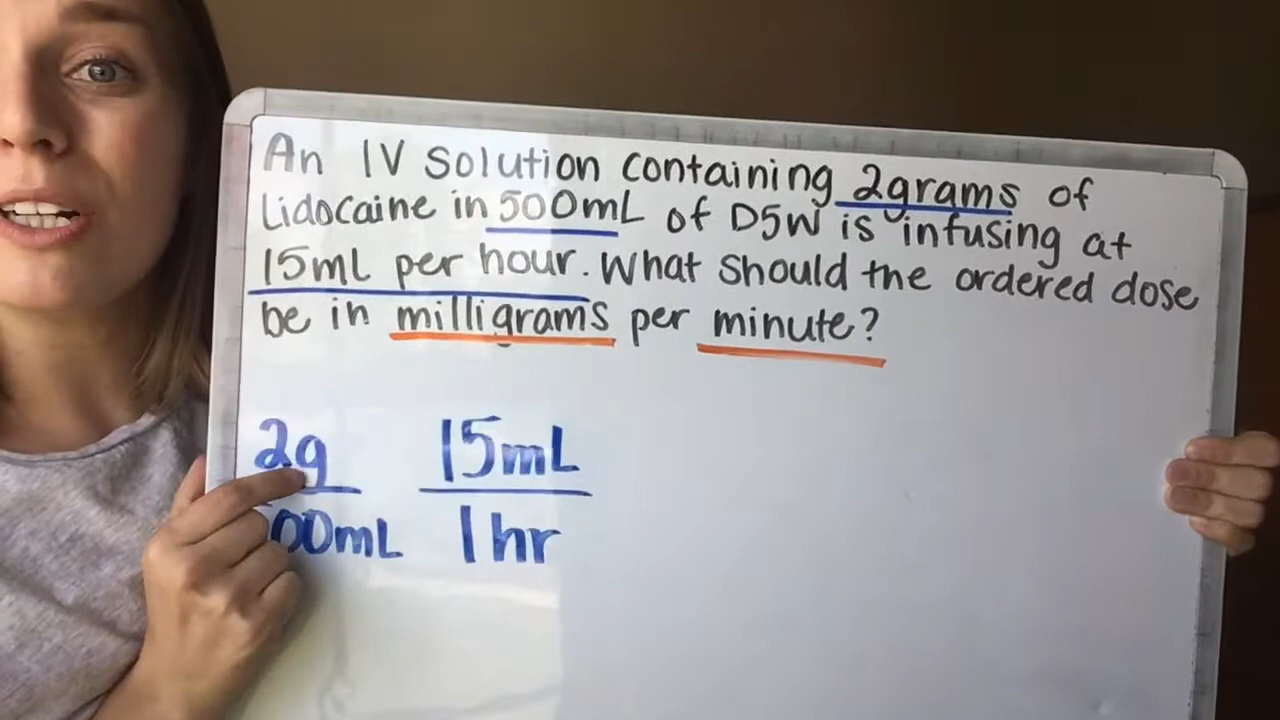 An IV solution containing 2grams of
Lidocaine in 500mL of D5W is infusing at
15mL per hour. What should the ordered dose
be in milligrams per minute?
2g 15mL
00mL 1hr